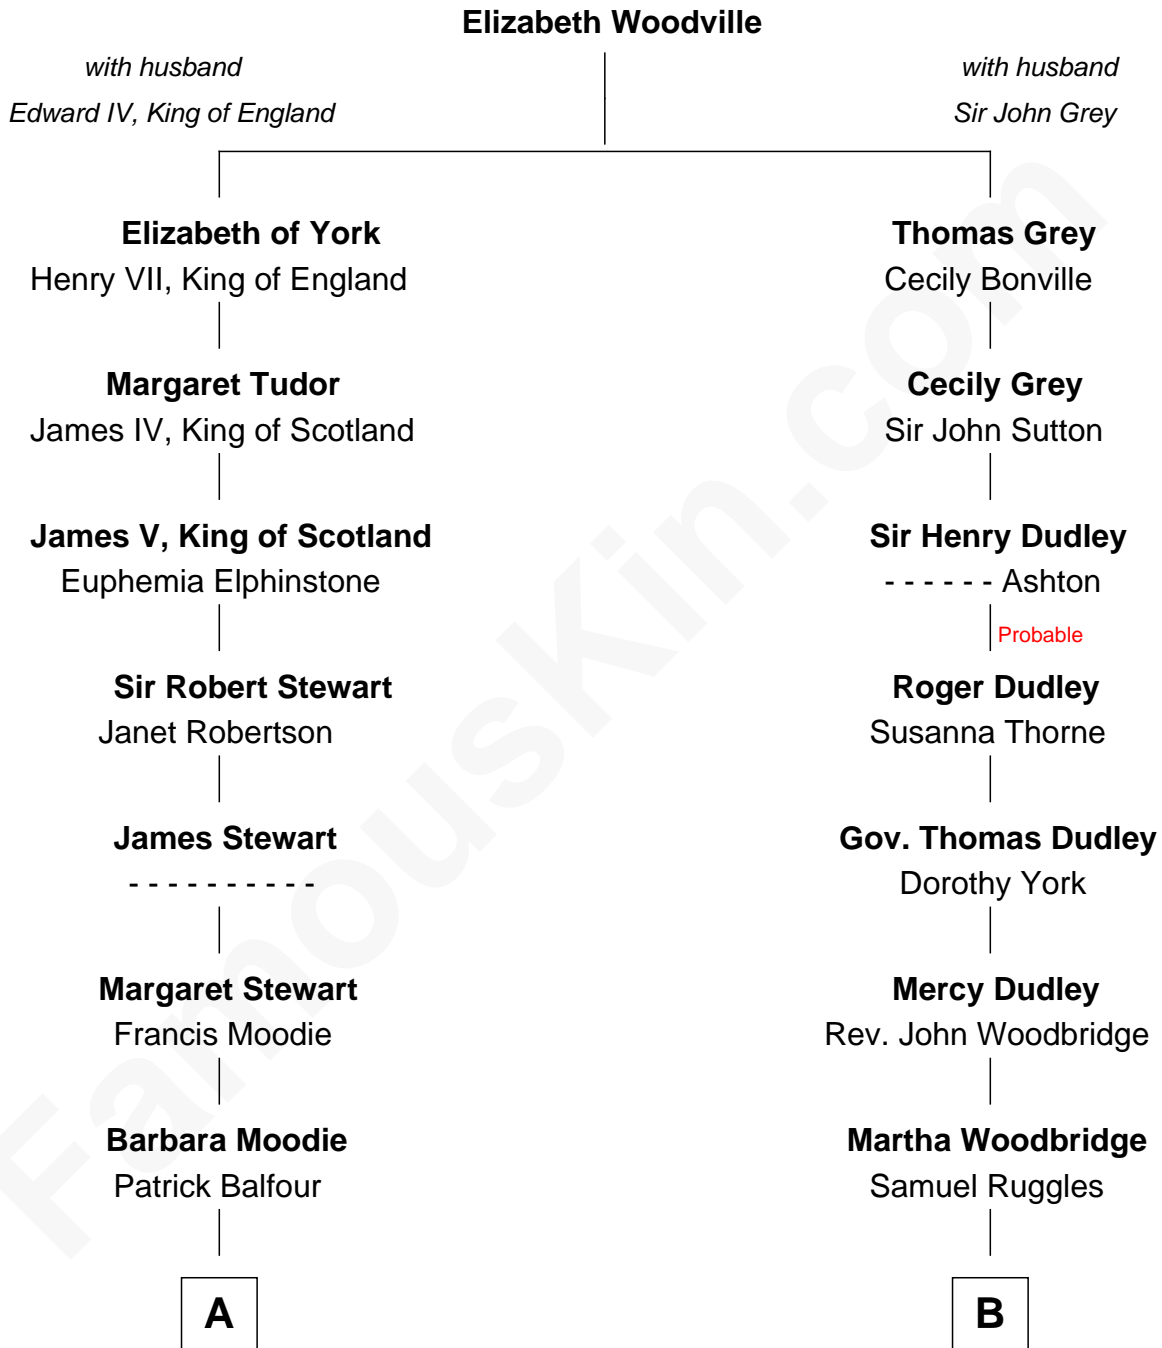 Elizabeth Woodville
with husband
Edward IV, King of England
with husband
Sir John Grey
Elizabeth of York
Henry VII, King of England
Thomas Grey
Cecily Bonville
Margaret Tudor
James IV, King of Scotland
Cecily Grey
Sir John Sutton
James V, King of Scotland
Euphemia Elphinstone
Sir Henry Dudley
- - - - - - Ashton
Probable
Sir Robert Stewart
Janet Robertson
Roger Dudley
Susanna Thorne
James Stewart
- - - - - - - - - -
Gov. Thomas Dudley
Dorothy York
Margaret Stewart
Francis Moodie
Mercy Dudley
Rev. John Woodbridge
Barbara Moodie
Patrick Balfour
Martha Woodbridge
Samuel Ruggles
A
B
FamousKin.com